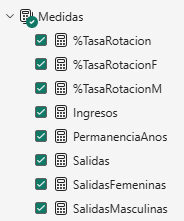 Medidas
%TasaRotacion
%TasaRotacionF
%TasaRotacionM
Ingresos
PermanenciaAnos
Salidas
SalidasFemeninas
SalidasMasculinas